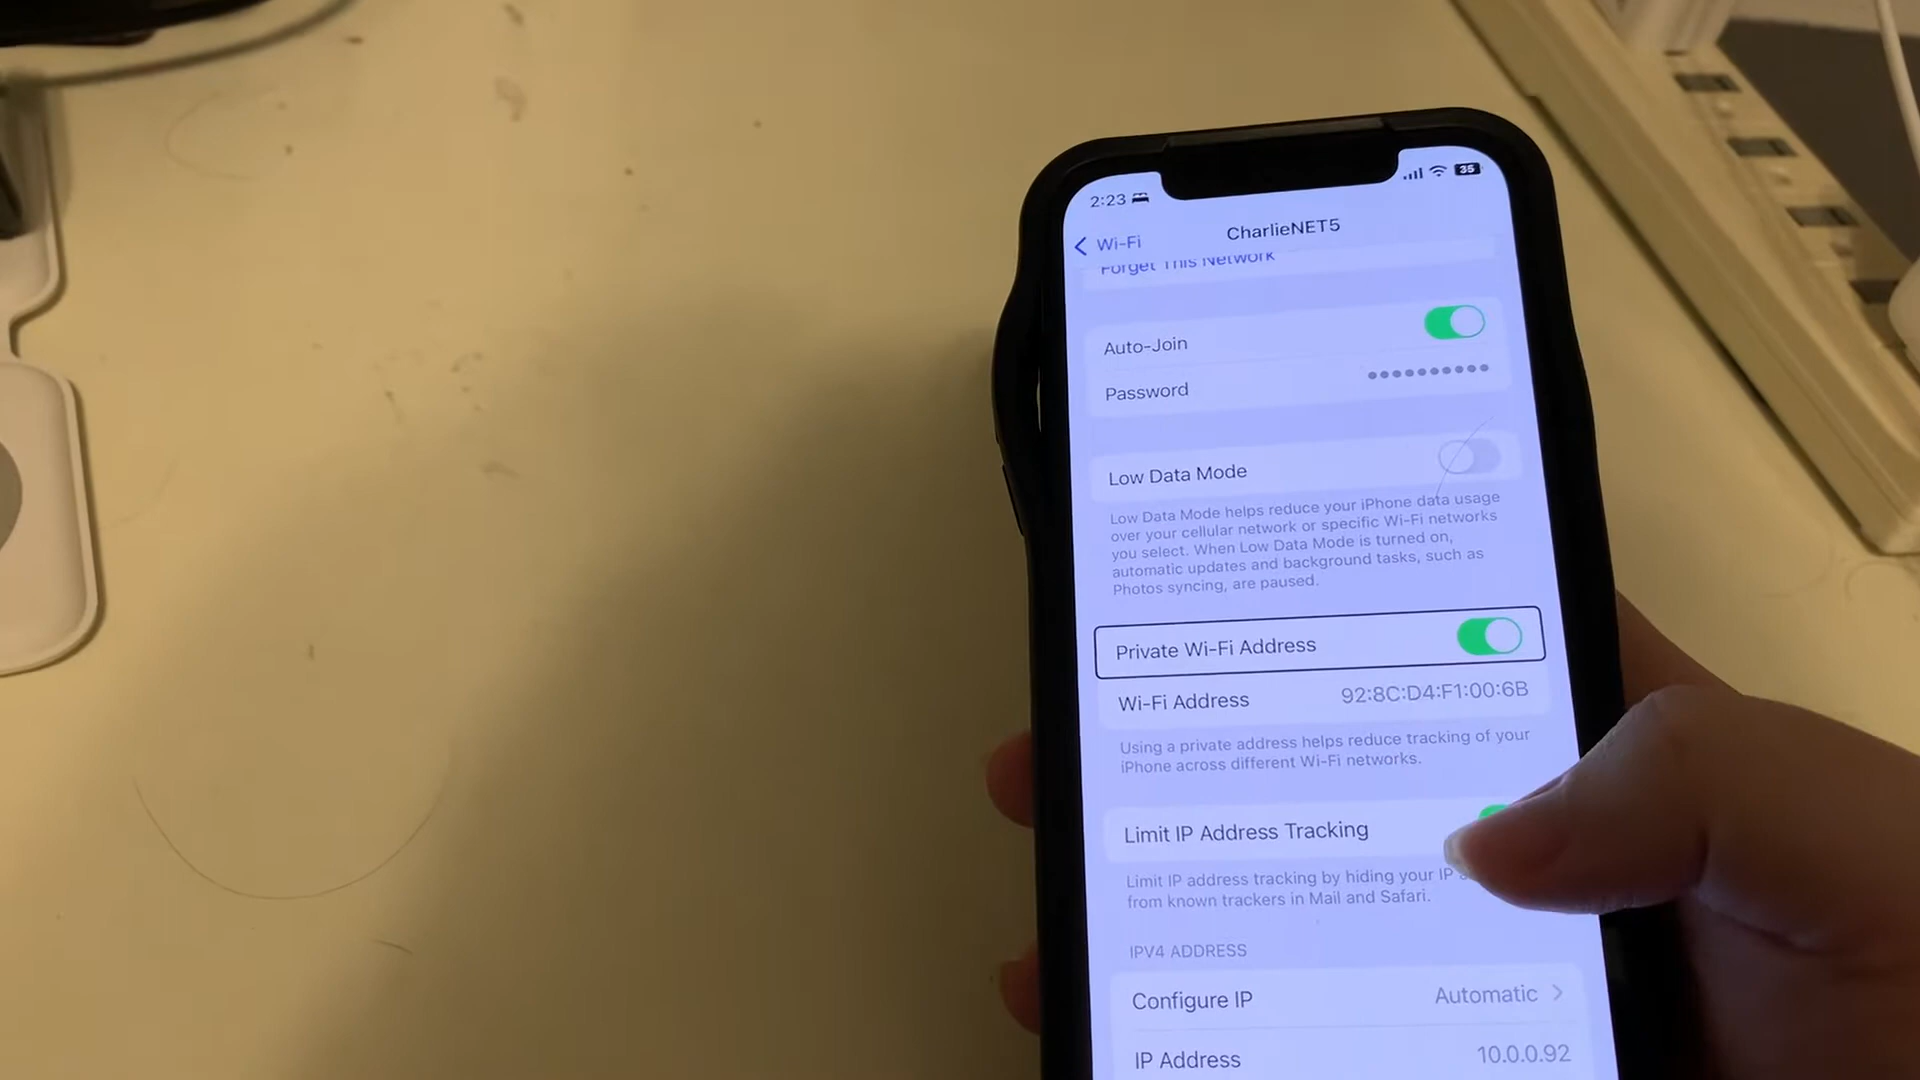 2:23
35
Wi-Fi
CharlieNET5
Forget This Network
Auto-Join
Password ••••••••••
Low Data Mode
Low Data Mode helps reduce your iPhone data usage
over your cellular network or specific Wi-Fi networks
you select. When Low Data Mode is turned on,
automatic updates and background tasks, such as
Photos syncing, are paused.
Private Wi-Fi Address
Wi-Fi Address 92:8C:D4:F1:00:6B
Using a private address helps reduce tracking of your
iPhone across different Wi-Fi networks.
Limit IP Address Tracking
Limit IP address tracking by hiding your IP
from known trackers in Mail and Safari.
IPV4 ADDRESS
Configure IP Automatic
IP Address 10.0.0.92